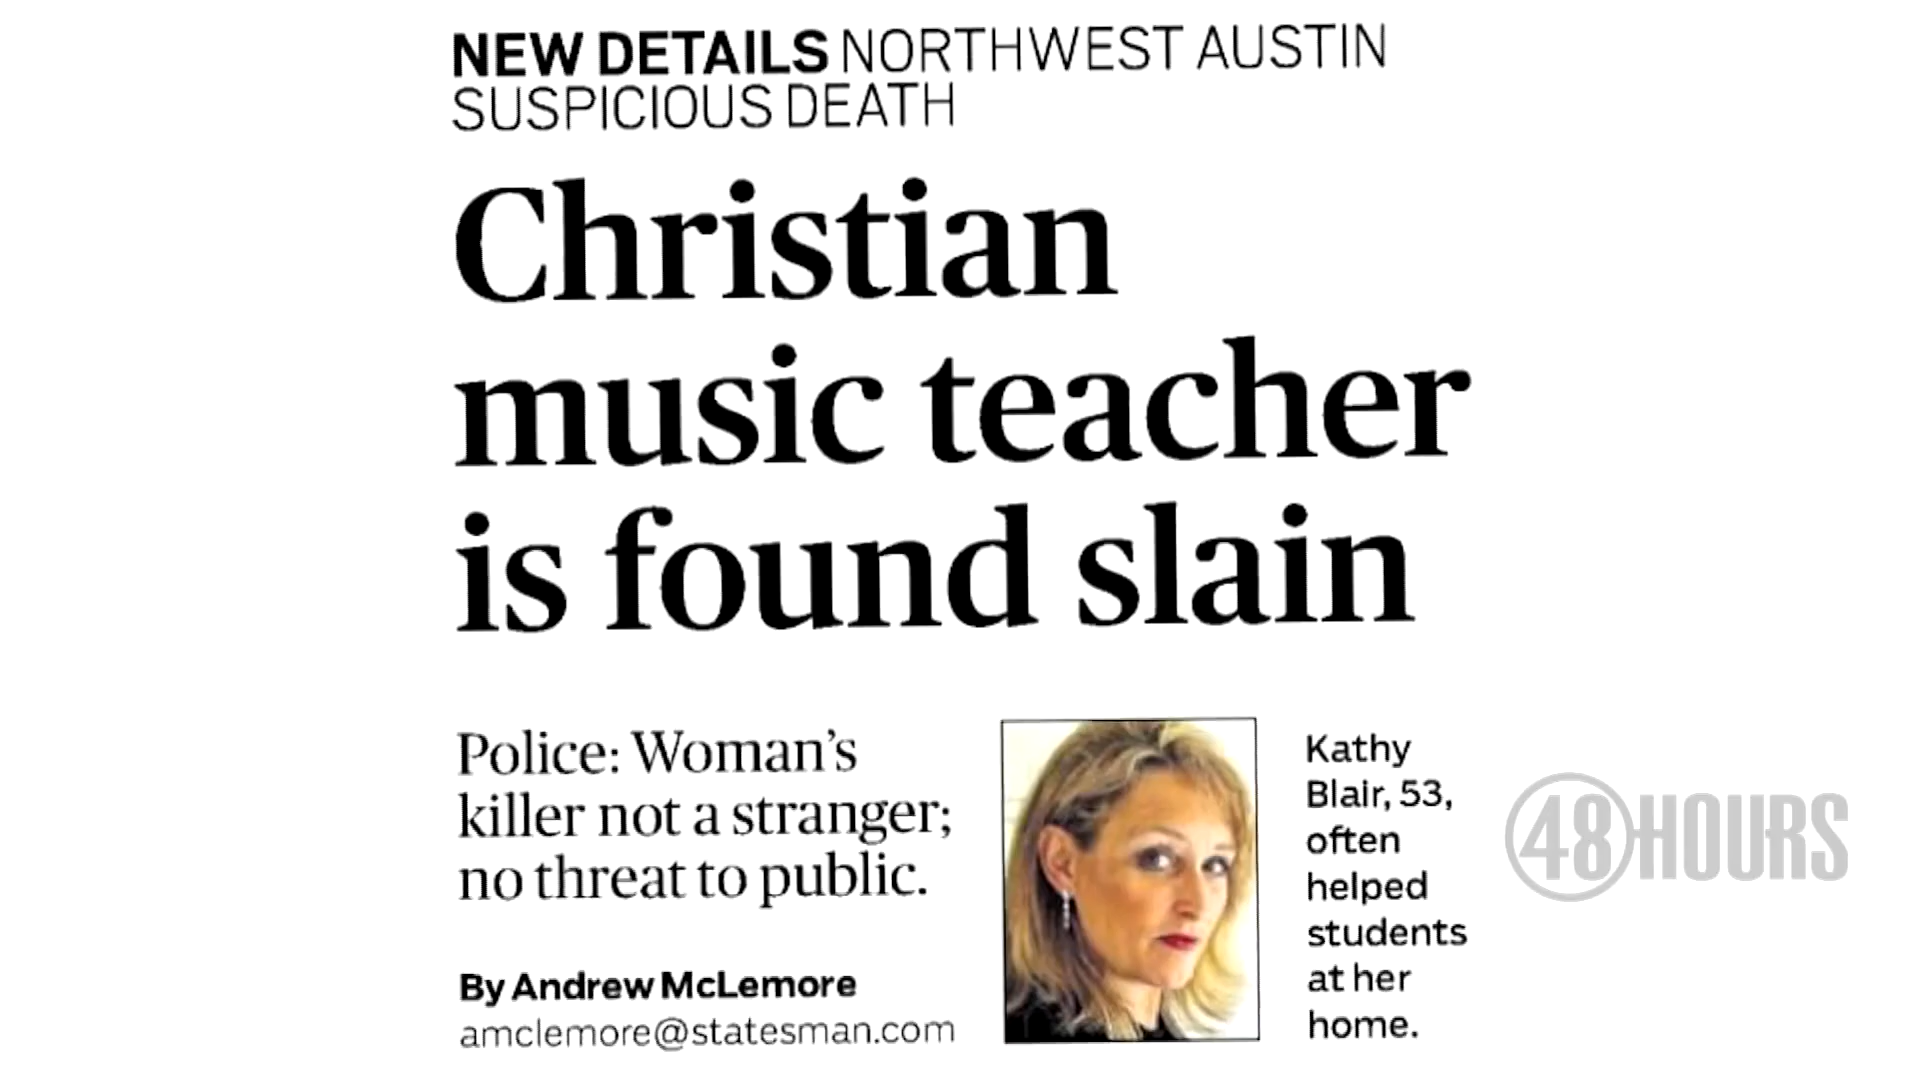 NEW DETAILS NORTHWEST AUSTIN
SUSPICIOUS DEATH
Christian
music teacher
is found slain
Police: Woman's
killer not a stranger;
no threat to public.
By Andrew McLemore
amclemore@statesman.com
Kathy
Blair, 53,
often
helped
students
at her
home.
48 HOURS